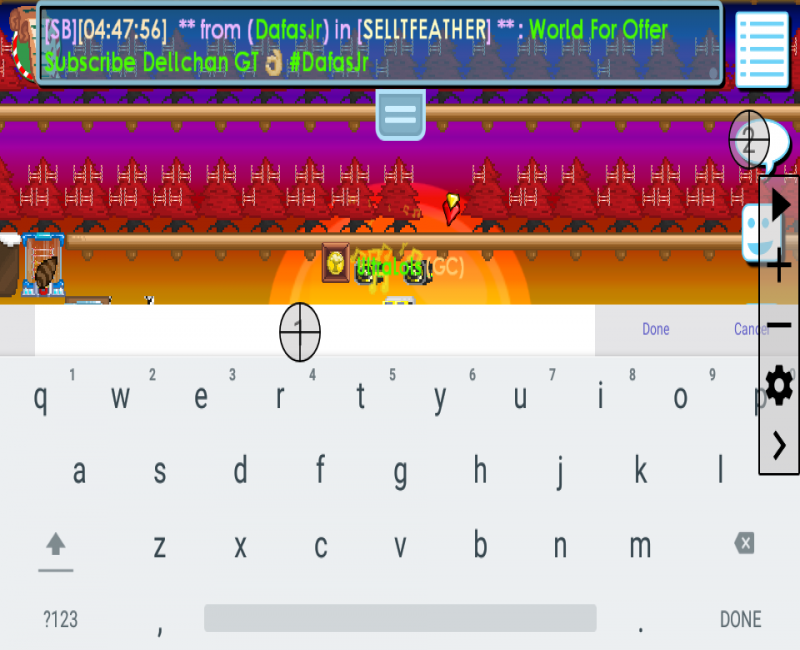 [SB][04:47:56] ** from (DafasJr) in [SELLTFEATHER] ** : World For Offer
Subscribe Dellchan GT 👌 #DafasJr
2
(GC)
1
Done
Cancel
1 2 3 4 5 6 7 8 9
q w e r t y u i o p
a s d f g h j k l
z x c v b n m
?123 , . DONE